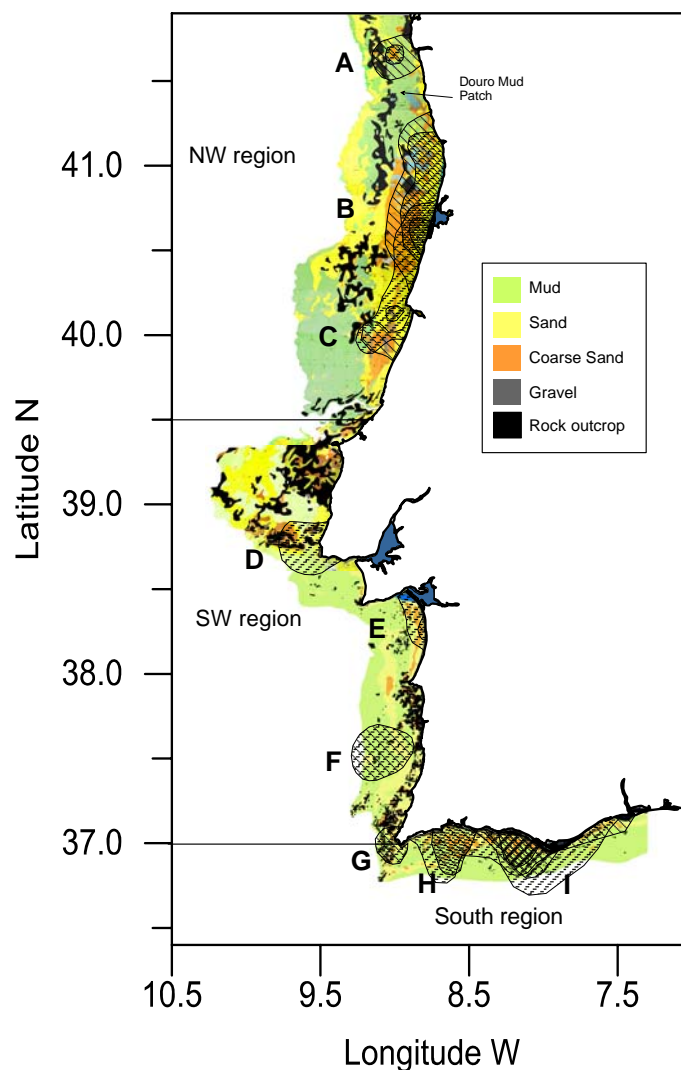 A
Douro Mud
Patch
41.0
NW region
B
Mud
Sand
Coarse Sand
Gravel
Rock outcrop
40.0
C
Latitude N
39.0
D
SW region
E
38.0
F
37.0
G
H
I
South region
10.5
9.5
8.5
7.5
Longitude W